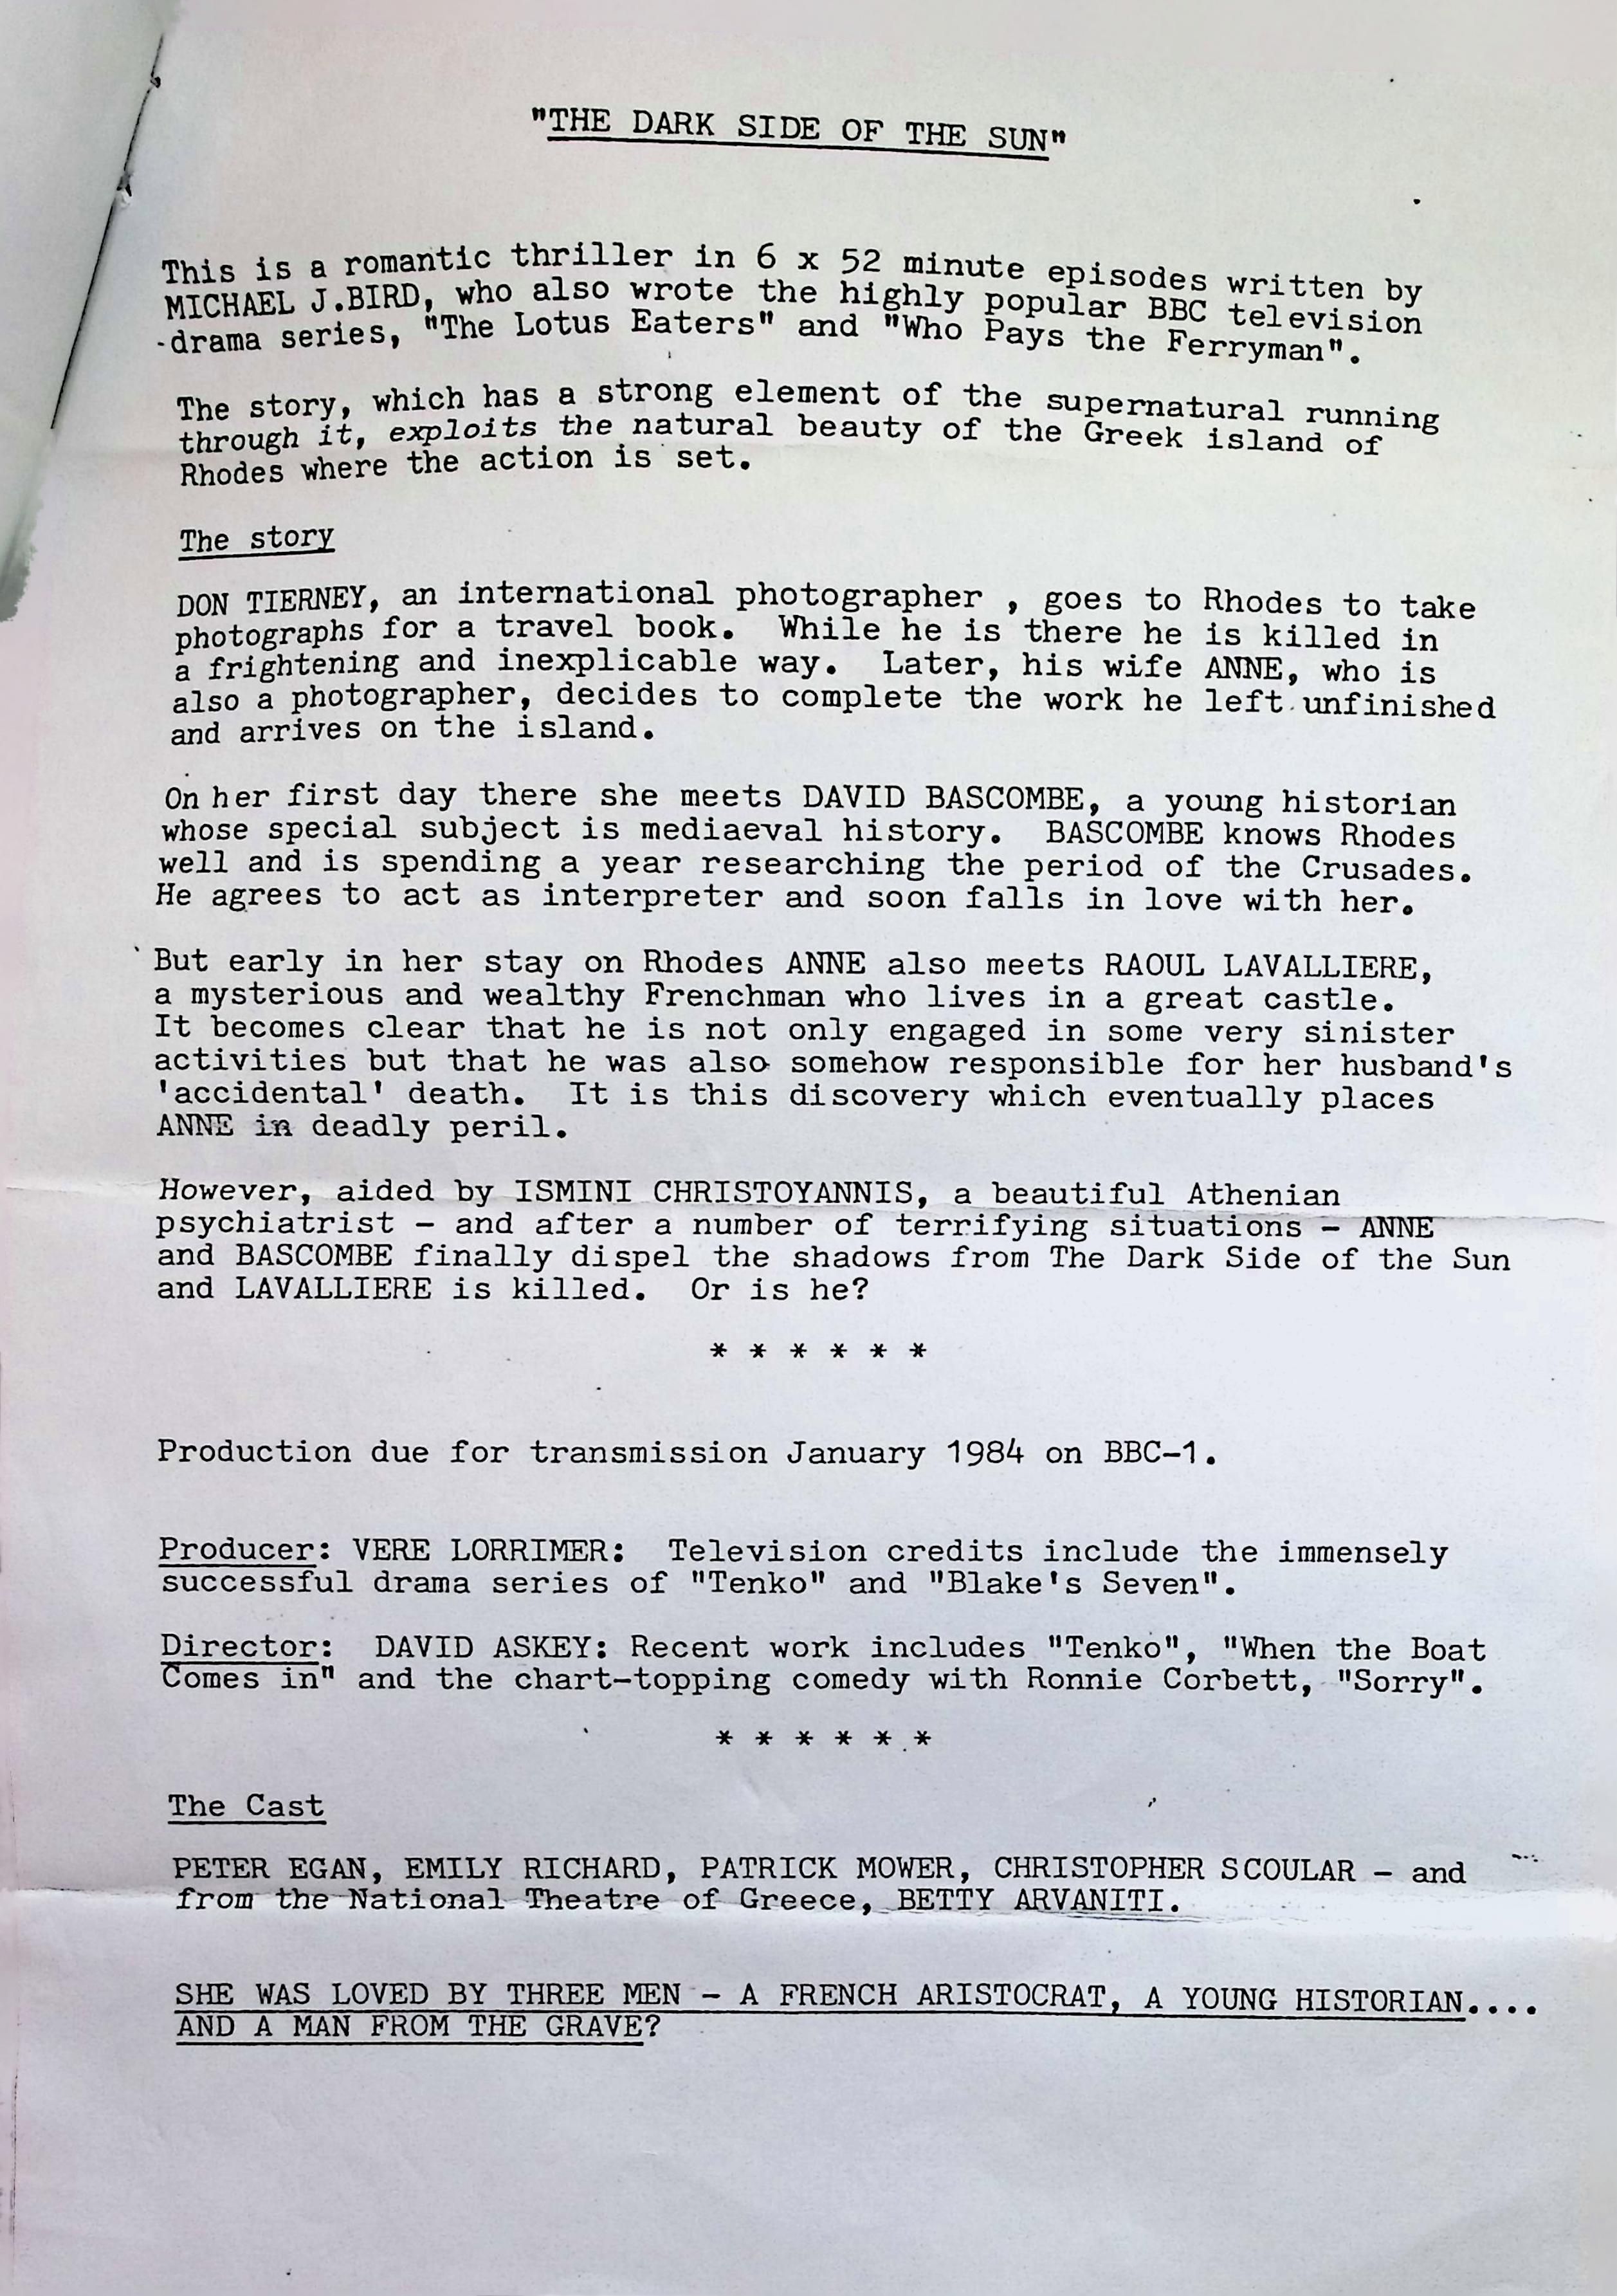 "THE DARK SIDE OF THE SUN"
This is a romantic thriller in 6 x 52 minute episodes written by
MICHAEL J.BIRD, who also wrote the highly popular BBC television
drama series, "The Lotus Eaters" and "Who Pays the Ferryman".
The story, which has a strong element of the supernatural running
through it, exploits the natural beauty of the Greek island of
Rhodes where the action is set.
The story
DON TIERNEY, an international photographer , goes to Rhodes to take
photographs for a travel book. While he is there he is killed in
a frightening and inexplicable way. Later, his wife ANNE, who is
also a photographer, decides to complete the work he left unfinished
and arrives on the island.
On her first day there she meets DAVID BASCOMBE, a young historian
whose special subject is mediaeval history. BASCOMBE knows Rhodes
well and is spending a year researching the period of the Crusades.
He agrees to act as interpreter and soon falls in love with her.
But early in her stay on Rhodes ANNE also meets RAOUL LAVALLIERE,
a mysterious and wealthy Frenchman who lives in a great castle.
It becomes clear that he is not only engaged in some very sinister
activities but that he was also somehow responsible for her husband's
'accidental' death. It is this discovery which eventually places
ANNE in deadly peril.
However, aided by ISMINI CHRISTOYANNIS, a beautiful Athenian
psychiatrist - and after a number of terrifying situations - ANNE
and BASCOMBE finally dispel the shadows from The Dark Side of the Sun
and LAVALLIERE is killed. Or is he?
* * * * * *
Production due for transmission January 1984 on BBC-1.
Producer: VERE LORRIMER: Television credits include the immensely
successful drama series of "Tenko" and "Blake's Seven".
Director: DAVID ASKEY: Recent work includes "Tenko", "When the Boat
Comes in" and the chart-topping comedy with Ronnie Corbett, "Sorry".
* * * * * *
The Cast
PETER EGAN, EMILY RICHARD, PATRICK MOWER, CHRISTOPHER SCOULAR - and
from the National Theatre of Greece, BETTY ARVANITI.
SHE WAS LOVED BY THREE MEN - A FRENCH ARISTOCRAT, A YOUNG HISTORIAN....
AND A MAN FROM THE GRAVE?